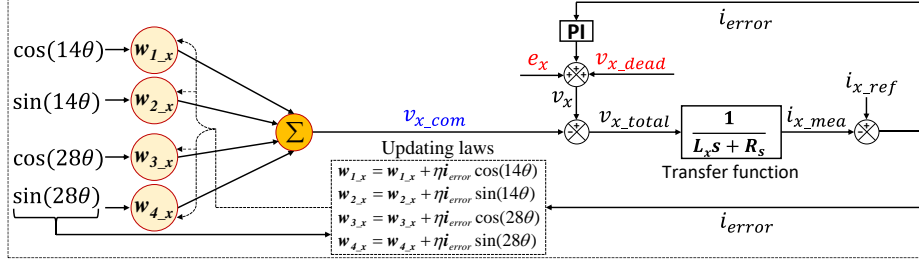 i_error
PI
e_x
v_x_dead
cos(14θ)
w_1_x
v_x
i_x_ref
sin(14θ)
w_2_x
Σ
v_x_com
v_x_total
1
L_x s + R_s
i_x_mea
Transfer function
cos(28θ)
w_3_x
sin(28θ)
w_4_x
Updating laws
w_1_x = w_1_x + ηi_error cos(14θ)
w_2_x = w_2_x + ηi_error sin(14θ)
w_3_x = w_3_x + ηi_error cos(28θ)
w_4_x = w_4_x + ηi_error sin(28θ)
i_error